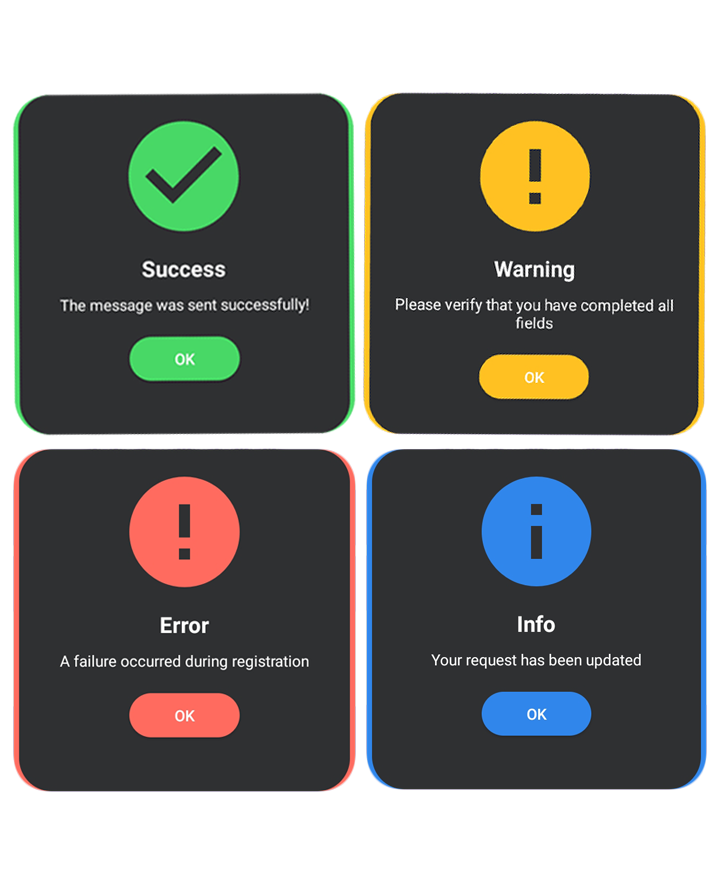 Success
The message was sent successfully!
OK
Warning
Please verify that you have completed all
fields
OK
Error
A failure occurred during registration
OK
Info
Your request has been updated
OK